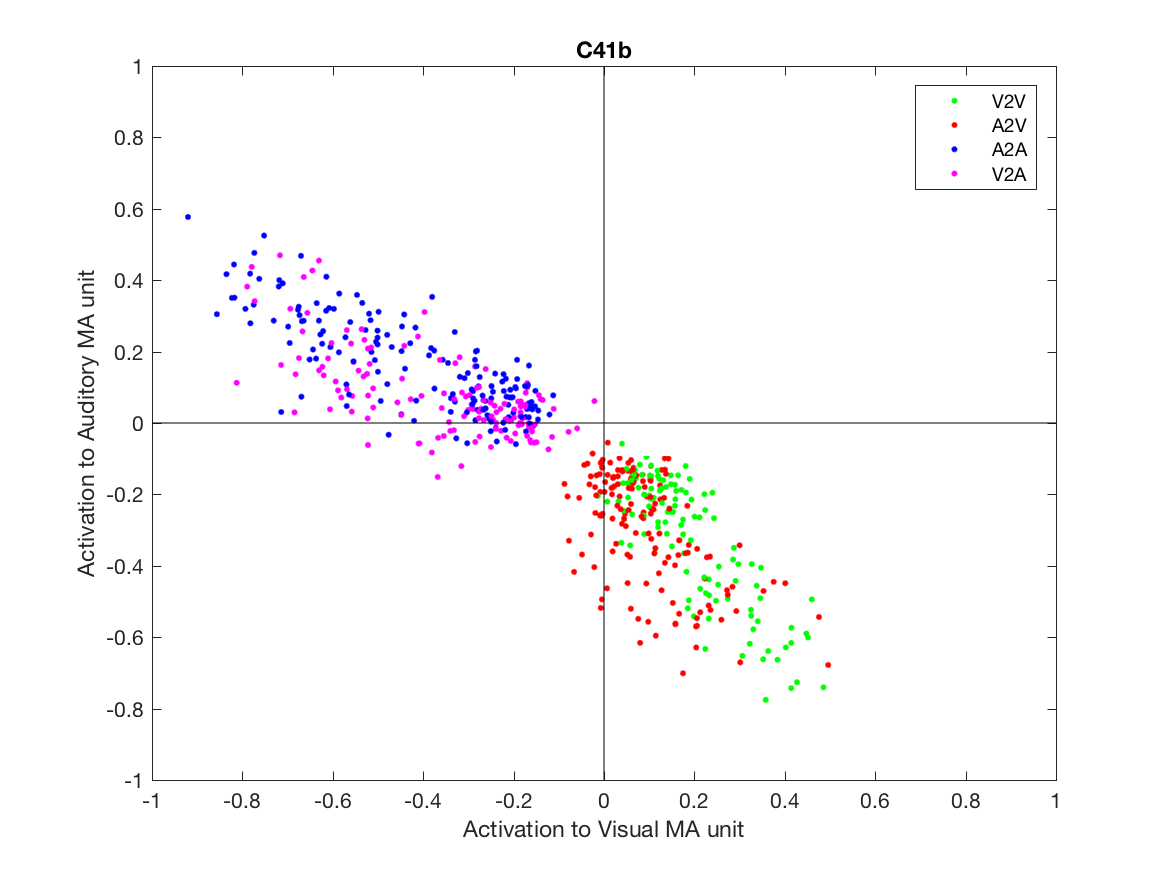 C41b
1
0.8
0.6
0.4
0.2
0
-0.2
-0.4
-0.6
-0.8
-1
Activation to Auditory MA unit
V2V
A2V
A2A
V2A
-1 -0.8 -0.6 -0.4 -0.2 0 0.2 0.4 0.6 0.8 1
Activation to Visual MA unit